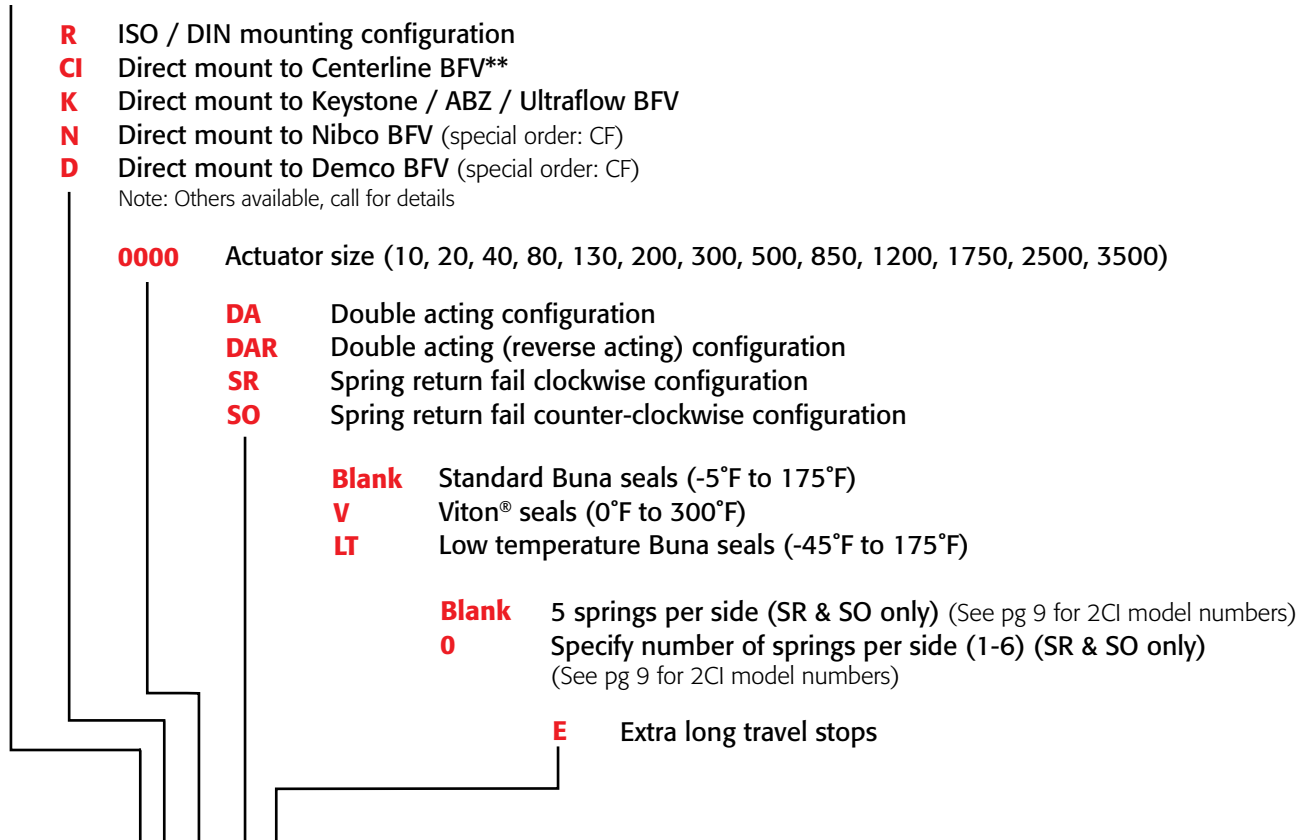 R ISO / DIN mounting configuration
CI Direct mount to Centerline BFV**
K Direct mount to Keystone / ABZ / Ultraflow BFV
N Direct mount to Nibco BFV (special order: CF)
D Direct mount to Demco BFV (special order: CF)
Note: Others available, call for details
0000 Actuator size (10, 20, 40, 80, 130, 200, 300, 500, 850, 1200, 1750, 2500, 3500)
DA Double acting configuration
DAR Double acting (reverse acting) configuration
SR Spring return fail clockwise configuration
SO Spring return fail counter-clockwise configuration
Blank Standard Buna seals (-5˚F to 175˚F)
V Viton® seals (0˚F to 300˚F)
LT Low temperature Buna seals (-45˚F to 175˚F)
Blank 5 springs per side (SR & SO only) (See pg 9 for 2CI model numbers)
0 Specify number of springs per side (1-6) (SR & SO only)
(See pg 9 for 2CI model numbers)
E Extra long travel stops